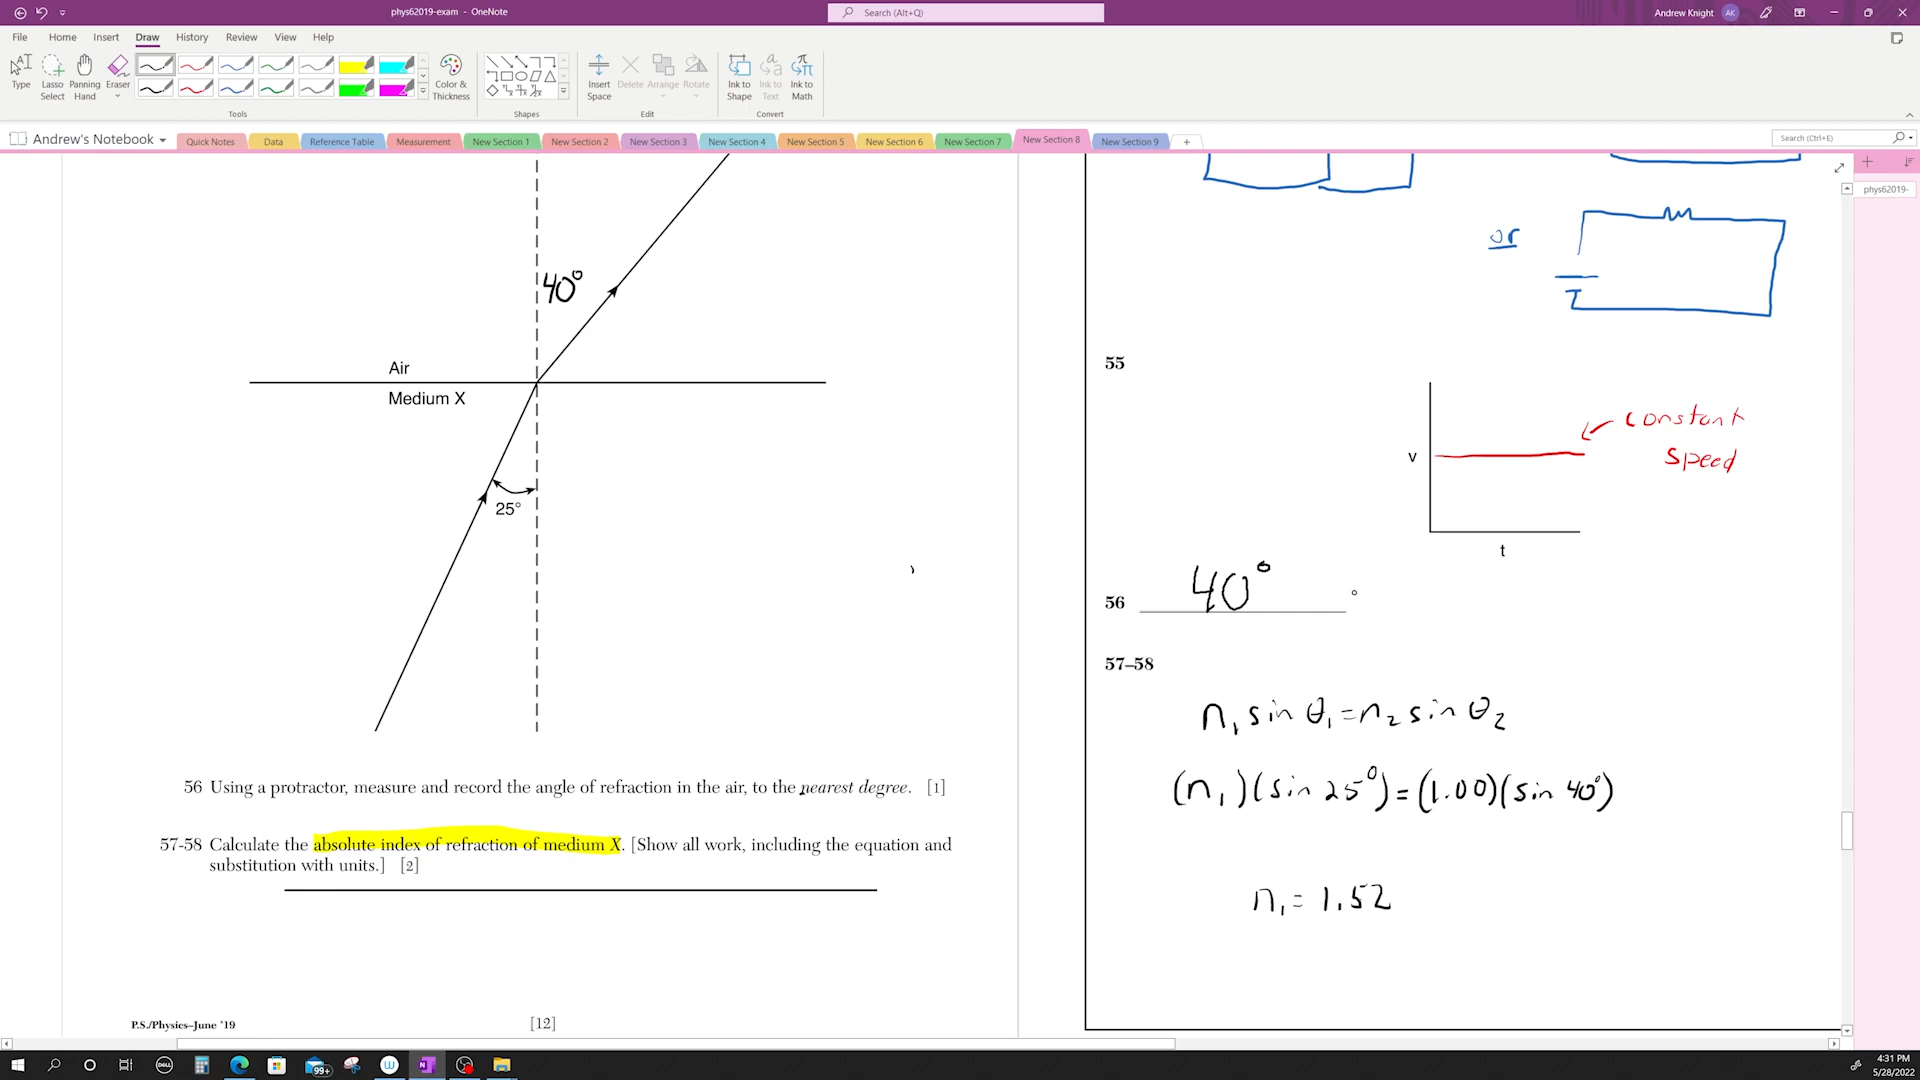 phys62019-exam - OneNote
Search (Alt+Q)
Andrew Knight
AK
File Home Insert Draw History Review View Help
Type
Lasso Select
Panning Hand
Eraser
Color & Thickness
Insert Space
Delete
Arrange
Rotate
Ink to Shape
Ink to Text
Ink to Math
Tools
Shapes
Edit
Convert
Andrew's Notebook
Quick Notes
Data
Reference Table
Measurement
New Section 1
New Section 2
New Section 3
New Section 4
New Section 5
New Section 6
New Section 7
New Section 8
New Section 9
Search (Ctrl+E)
phys62019-
40°
Air
Medium X
25°
56 Using a protractor, measure and record the angle of refraction in the air, to the nearest degree. [1]
57-58 Calculate the absolute index of refraction of medium X. [Show all work, including the equation and
substitution with units.] [2]
P.S./Physics–June '19
[12]
or
55
v
t
constant
speed
56 40° °
57–58
n₁ sin θ₁ = n₂ sin θ₂
(n₁)(sin 25°) = (1.00)(sin 40°)
n₁ = 1.52
99+
4:31 PM
5/28/2022